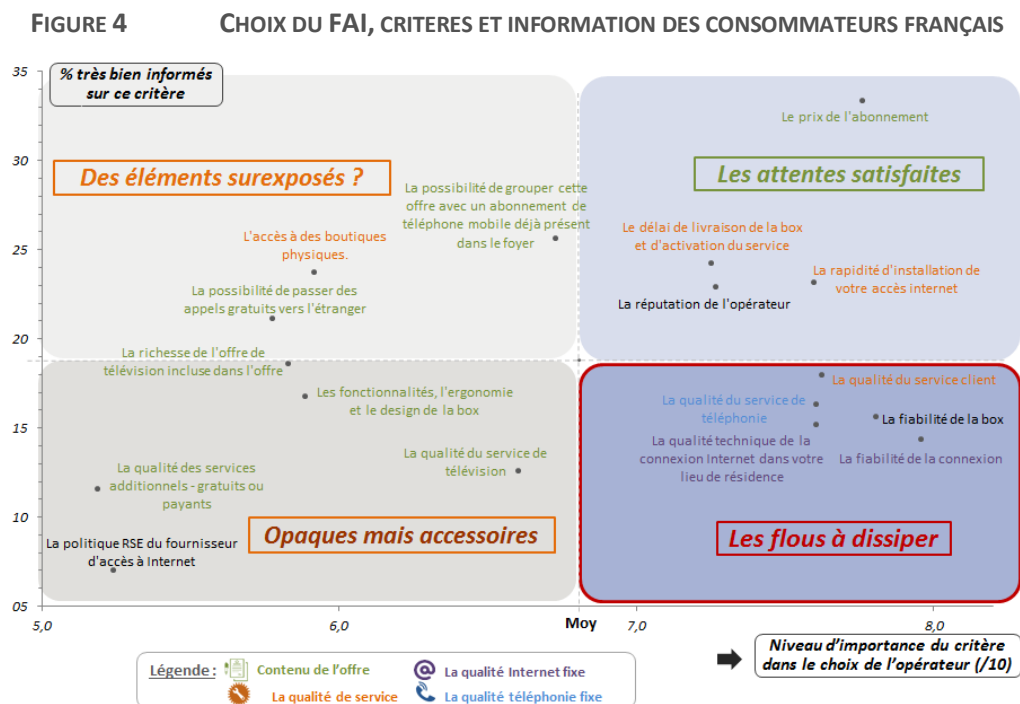 FIGURE 4 CHOIX DU FAI, CRITERES ET INFORMATION DES CONSOMMATEURS FRANÇAIS
35
% très bien informés
sur ce critère
Le prix de l'abonnement
30
Des éléments surexposés ?
La possibilité de grouper cette
offre avec un abonnement de
téléphone mobile déjà présent
dans le foyer
Les attentes satisfaites
25
L'accès à des boutiques
physiques.
Le délai de livraison de la box
et d'activation du service
La rapidité d'installation de
votre accès internet
La possibilité de passer des
appels gratuits vers l'étranger
La réputation de l'opérateur
20
La richesse de l'offre de
télévision incluse dans l'offre
Les fonctionnalités, l'ergonomie
et le design de la box
La qualité du service client
La qualité du service de
téléphonie
La fiabilité de la box
15
La qualité technique de la
connexion Internet dans votre
lieu de résidence
La fiabilité de la connexion
La qualité du service de
télévision
La qualité des services
additionnels - gratuits ou
payants
10
Opaques mais accessoires
Les flous à dissiper
La politique RSE du fournisseur
d'accès à Internet
05
5,0
6,0
Moy
7,0
8,0
Niveau d'importance du critère
dans le choix de l'opérateur (/10)
Légende :
Contenu de l'offre
La qualité Internet fixe
La qualité de service
La qualité téléphonie fixe